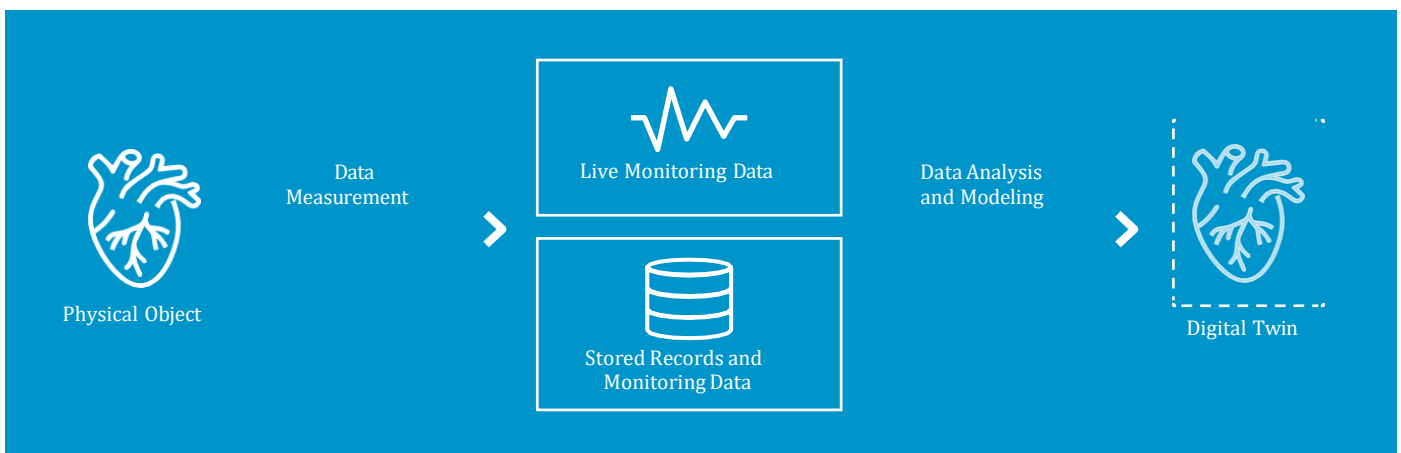 Physical Object
Data
Measurement
Live Monitoring Data
Stored Records and
Monitoring Data
Data Analysis
and Modeling
Digital Twin